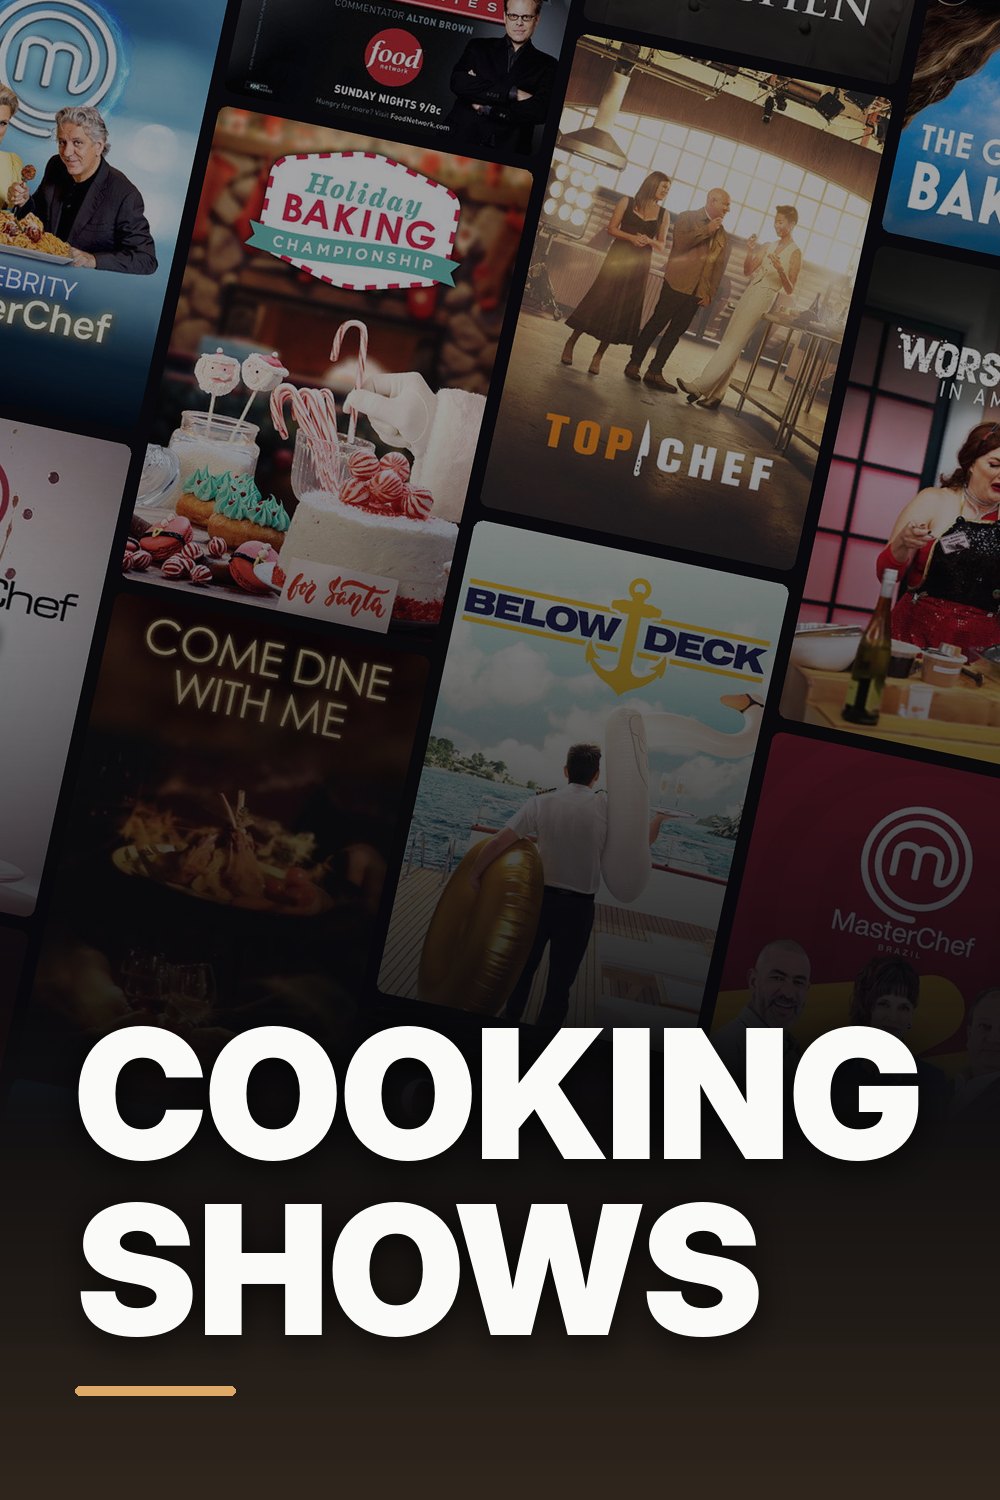 COMMENTATOR ALTON BROWN
food
network
SUNDAY NIGHTS 9/8c
Hungry for more? Visit FoodNetwork.com
THE G
BAK
Holiday
BAKING
CHAMPIONSHIP
EBRITY
erChef
TOP CHEF
WORS
IN AM
for Santa
Chef
BELOW DECK
COME DINE
WITH ME
m
MasterChef
BRAZIL
COOKING
SHOWS